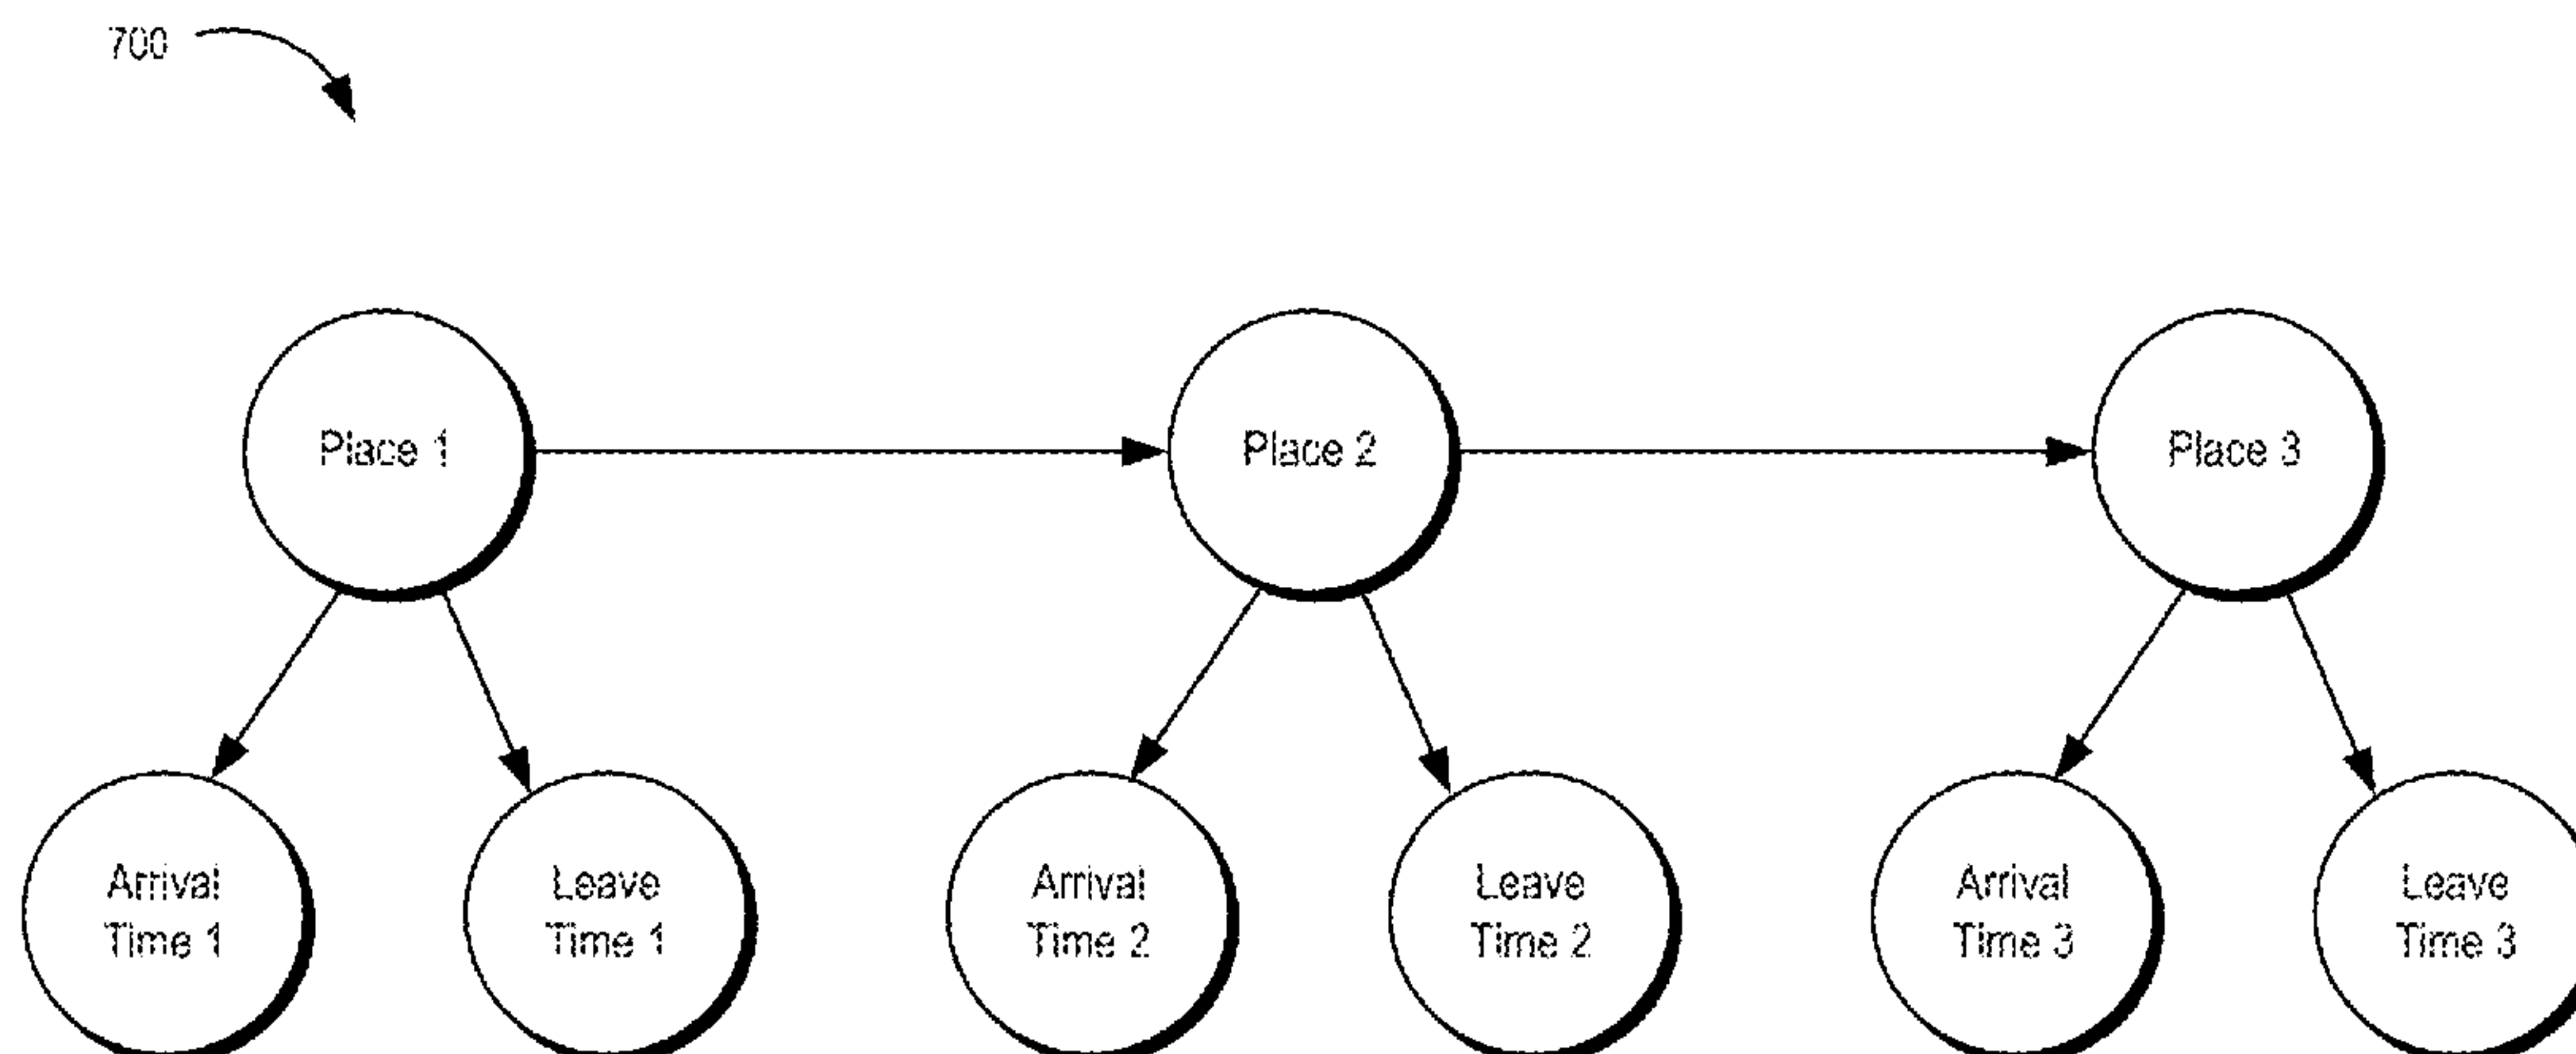 700
Place 1
Place 2
Place 3
Arrival
Time 1
Leave
Time 1
Arrival
Time 2
Leave
Time 2
Arrival
Time 3
Leave
Time 3